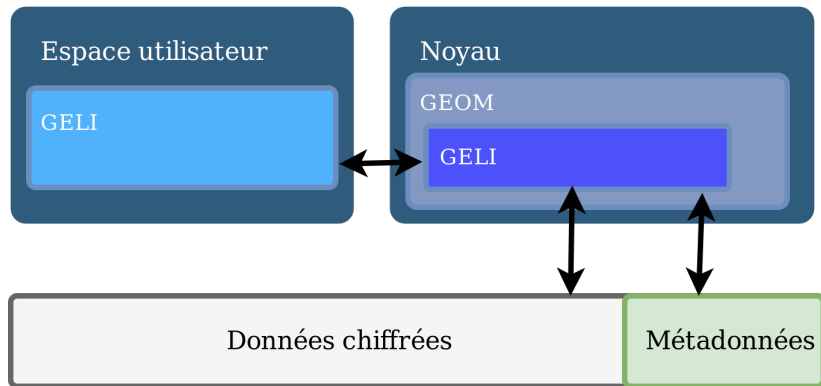 Espace utilisateur
GELI
Noyau
GEOM
GELI
Données chiffrées
Métadonnées